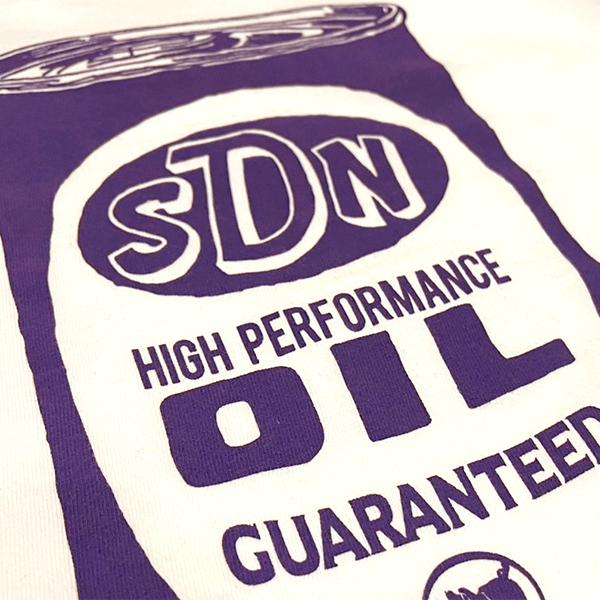 SDN
HIGH PERFORMANCE
OIL
GUARANTEED